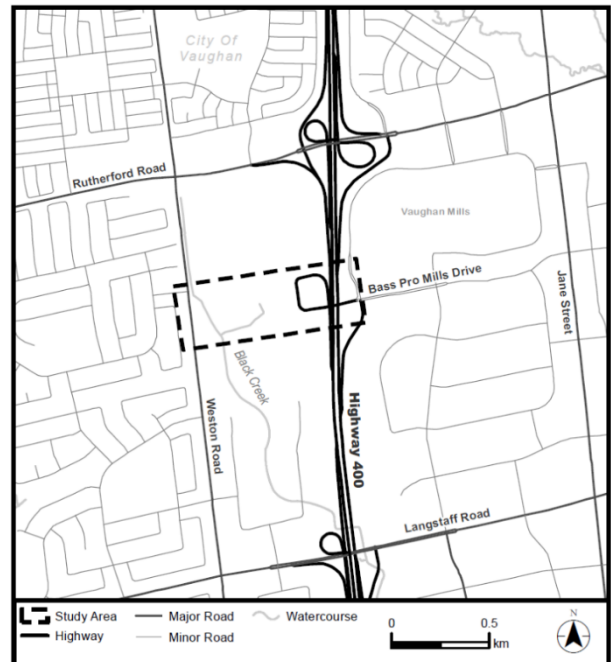 City Of
Vaughan
Rutherford Road
Vaughan Mills
Bass Pro Mills Drive
Jane Street
Black Creek
Weston Road
Highway 400
Langstaff Road
Study Area
Major Road
Watercourse
Highway
Minor Road
0 0.5
km
N